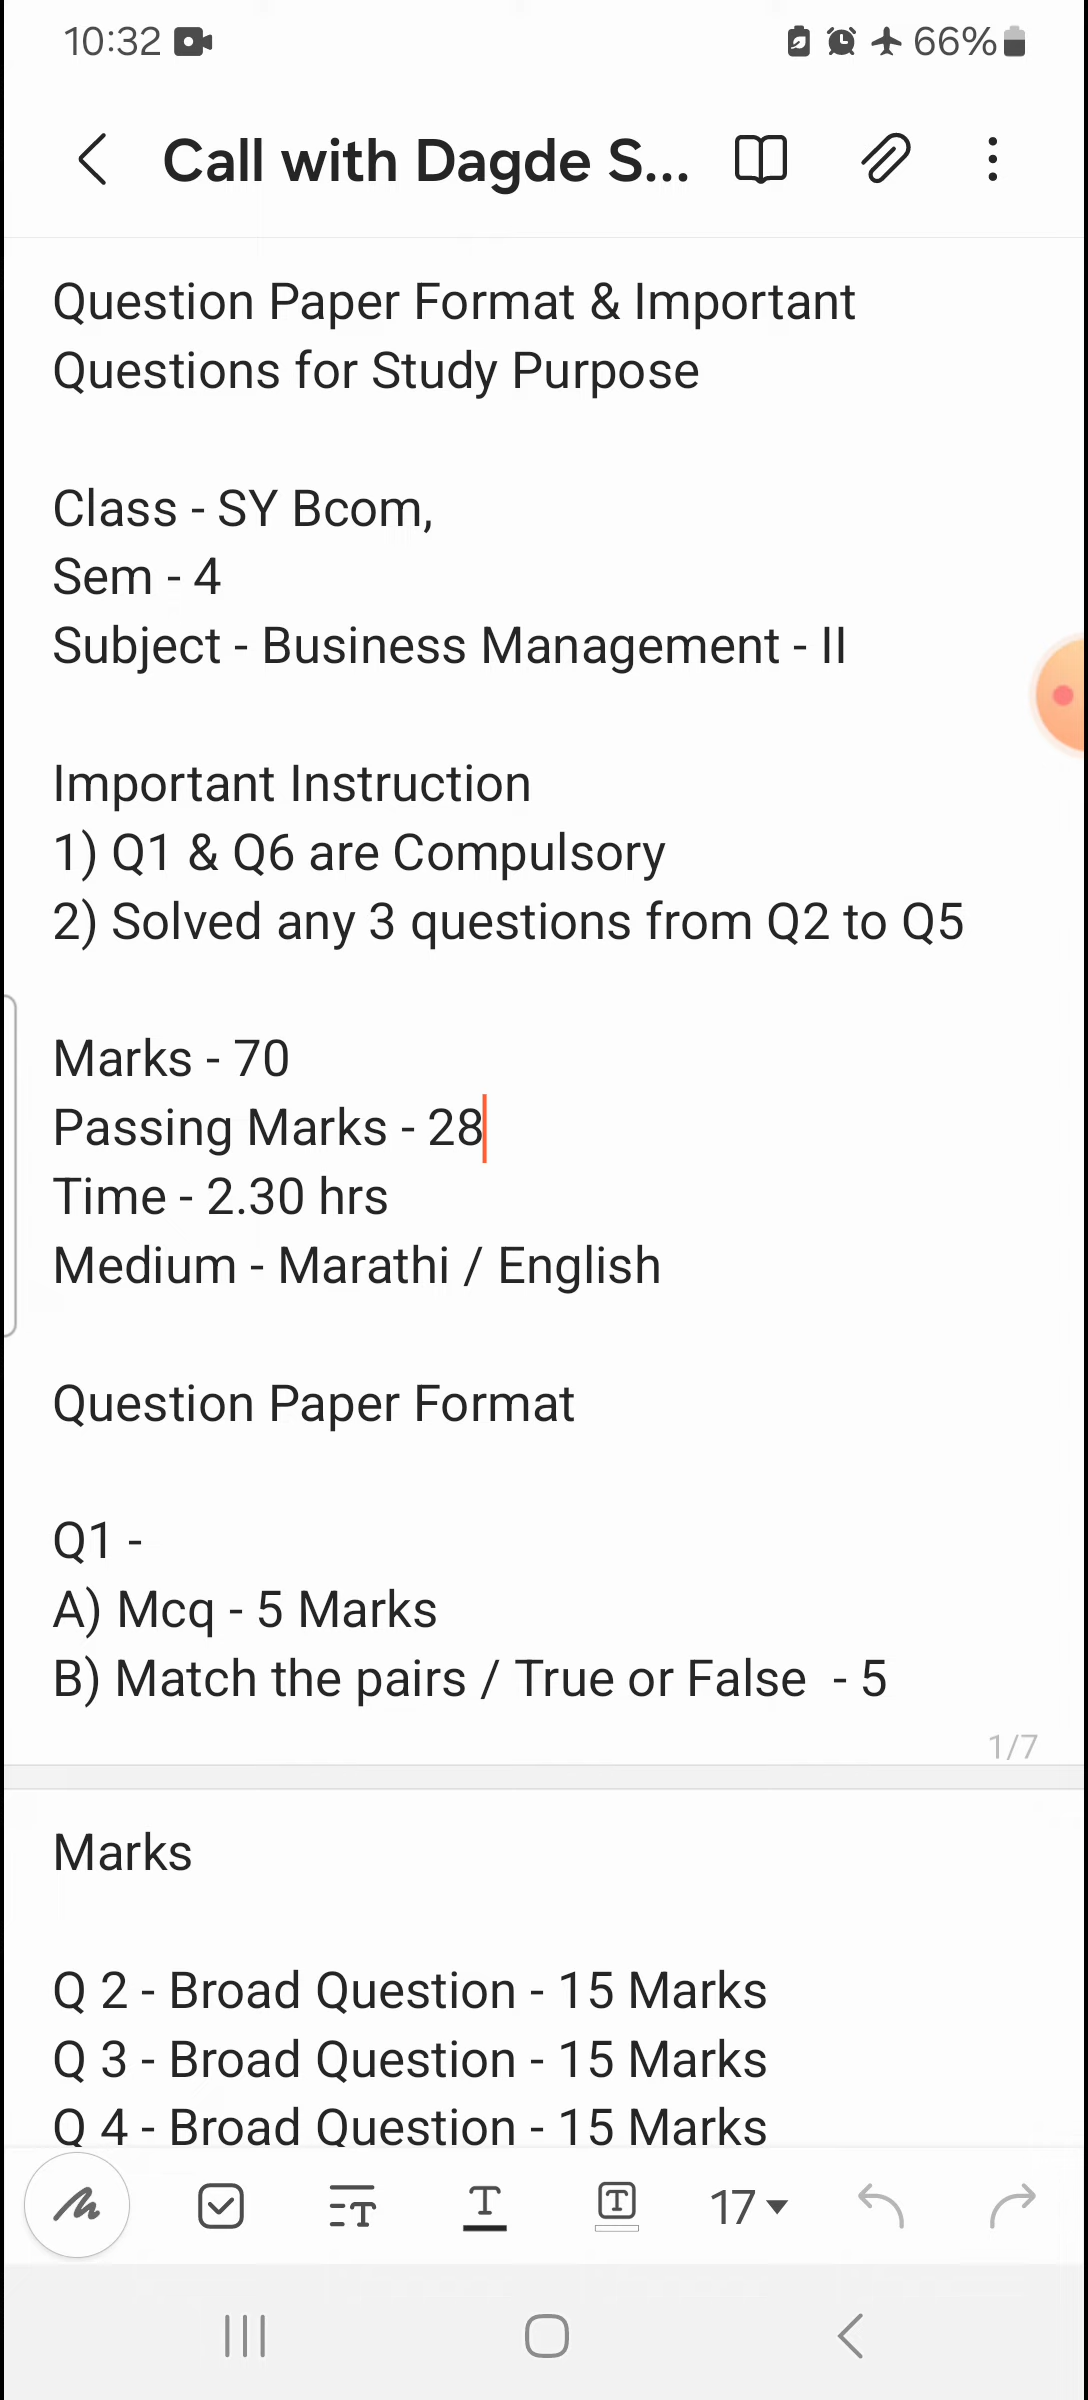 10:32
66%
Call with Dagde S...
Question Paper Format & Important
Questions for Study Purpose
Class - SY Bcom,
Sem - 4
Subject - Business Management - II
Important Instruction
1) Q1 & Q6 are Compulsory
2) Solved any 3 questions from Q2 to Q5
Marks - 70
Passing Marks - 28
Time - 2.30 hrs
Medium - Marathi / English
Question Paper Format
Q1 -
A) Mcq - 5 Marks
B) Match the pairs / True or False  - 5
1/7
Marks
Q 2 - Broad Question - 15 Marks
Q 3 - Broad Question - 15 Marks
Q 4 - Broad Question - 15 Marks
17